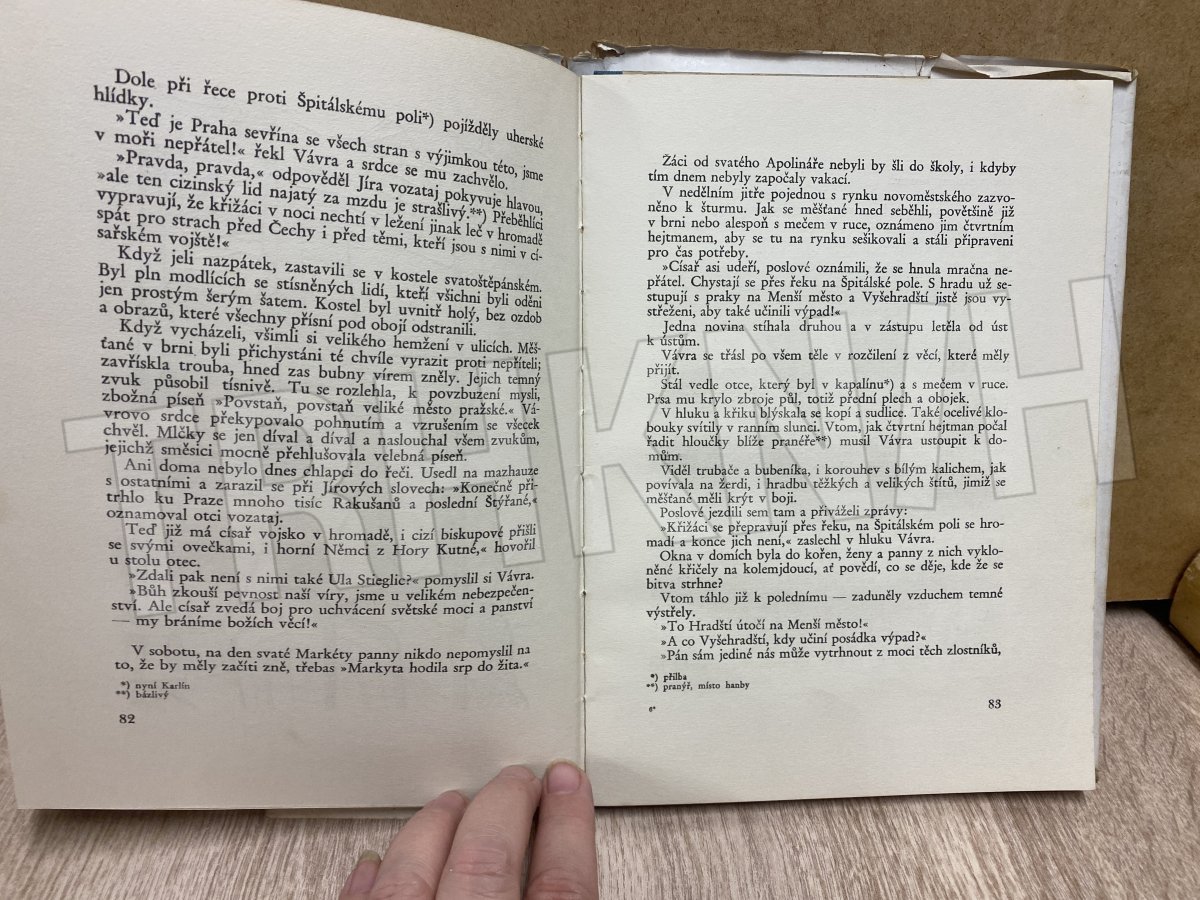 Dole při řece proti Špitálskému poli*) pojížděly uherské
hlídky.
»Teď je Praha sevřína se všech stran s výjimkou této, jsme
v moři nepřátel!« řekl Vávra a srdce se mu zachvělo.
»Pravda, pravda,« odpověděl Jíra vozataj pokyvuje hlavou,
»ale ten cizinský lid najatý za mzdu je strašlivý.**) Přeběhlíci
vypravují, že křižáci v noci nechtí v ležení jinak leč v hromadě
spát pro strach před Čechy i před těmi, kteří jsou s nimi v cí-
sařském vojště!«
Když jeli nazpátek, zastavili se v kostele svatoštěpánském.
Byl pln modlících se stísněných lidí, kteří všichni byli oděni
jen prostým šerým šatem. Kostel byl uvnitř holý, bez ozdob
a obrazů, které všechny přísní pod obojí odstranili.
Když vycházeli, všimli si velikého hemžení v ulicích. Měš-
ťané v brni byli přichystáni té chvíle vyrazit proti nepříteli;
zavřískla trouba, hned zas bubny vírem zněly. Jejich temný
zvuk působil tísnivě. Tu se rozlehla, k povzbuzení mysli,
zbožná píseň »Povstaň, povstaň veliké město pražské.« Vá-
vrovo srdce překypovalo pohnutím a vzrušením se všecek
chvěl. Mlčky se jen díval a díval a naslouchal všem zvukům,
jejichž směsici mocně přehlušovala velebná píseň.
Ani doma nebylo dnes chlapci do řeči. Usedl na mazhauze
s ostatními a zarazil se při Jírových slovech: »Konečně při-
trhlo ku Praze mnoho tisíc Rakušanů a poslední Štýřané,«
oznamoval otci vozataj.
Teď již má císař vojsko v hromadě, i cizí biskupové přišli
se svými ovečkami, i horní Němci z Hory Kutné,« hovořil
u stolu otec.
»Zdali pak není s nimi také Ula Stieglic?« pomyslil si Vávra.
»Bůh zkouší pevnost naší víry, jsme u velikém nebezpečen-
ství. Ale císař zvedá boj pro uchvácení světské moci a panství
— my bráníme božích věcí!«
V sobotu, na den svaté Markéty panny nikdo nepomyslil na
to, že by měly začíti zně, třebas »Markyta hodila srp do žita.«
*) nyní Karlín
**) bázlivý
82
Žáci od svatého Apolináře nebyli by šli do školy, i kdyby
tím dnem nebyly započaly vakací.
V nedělním jitře pojednou s rynku novoměstského zazvo-
něno k šturmu. Jak se měšťané hned seběhli, povětšině již
v brni nebo alespoň s mečem v ruce, oznámeno jim čtvrtním
hejtmanem, aby se tu na rynku sešikovali a stáli připraveni
pro čas potřeby.
»Císař asi udeří, poslové oznámili, že se hnula mračna ne-
přátel. Chystají se přes řeku na Špitálské pole. S hradu už se-
stupují s praky na Menší město a Vyšehradští jistě jsou vy-
střeženi, aby také učinili výpad!«
Jedna novina stíhala druhou a v zástupu letěla od úst
k ústům.
Vávra se třásl po všem těle v rozčilení z věcí, které měly
přijít.
Stál vedle otce, který byl v kapalínu*) a s mečem v ruce.
Prsa mu krylo zbroje půl, totiž přední plech a obojek.
V hluku a křiku blýskala se kopí a sudlice. Také ocelivé klo-
bouky svítily v ranním slunci. Vtom, jak čtvrtní hejtman počal
řadit hloučky blíže pranéře**) musil Vávra ustoupit k do-
mům.
Viděl trubače a bubeníka, i korouhev s bílým kalichem, jak
povívala na žerdi, i hradbu těžkých a velikých štítů, jimiž se
měšťané měli krýt v boji.
Poslové jezdili sem tam a přiváželi zprávy:
»Křižáci se přepravují přes řeku, na Špitálském poli se hro-
madí a konce jich není,« zaslechl v hluku Vávra.
Okna v domích byla do kořen, ženy a panny z nich vyklo-
něné křičely na kolemjdoucí, ať povědí, co se děje, kde že se
bitva strhne?
Vtom táhlo již k polednímu — zaduněly vzduchem temné
výstřely.
»To Hradští útočí na Menší město!«
»A co Vyšehradští, kdy učiní posádka výpad?«
»Pán sám jediné nás může vytrhnout z moci těch zlostníků,
*) přilba
**) pranýř, místo hanby
6*
83
TREKNIH